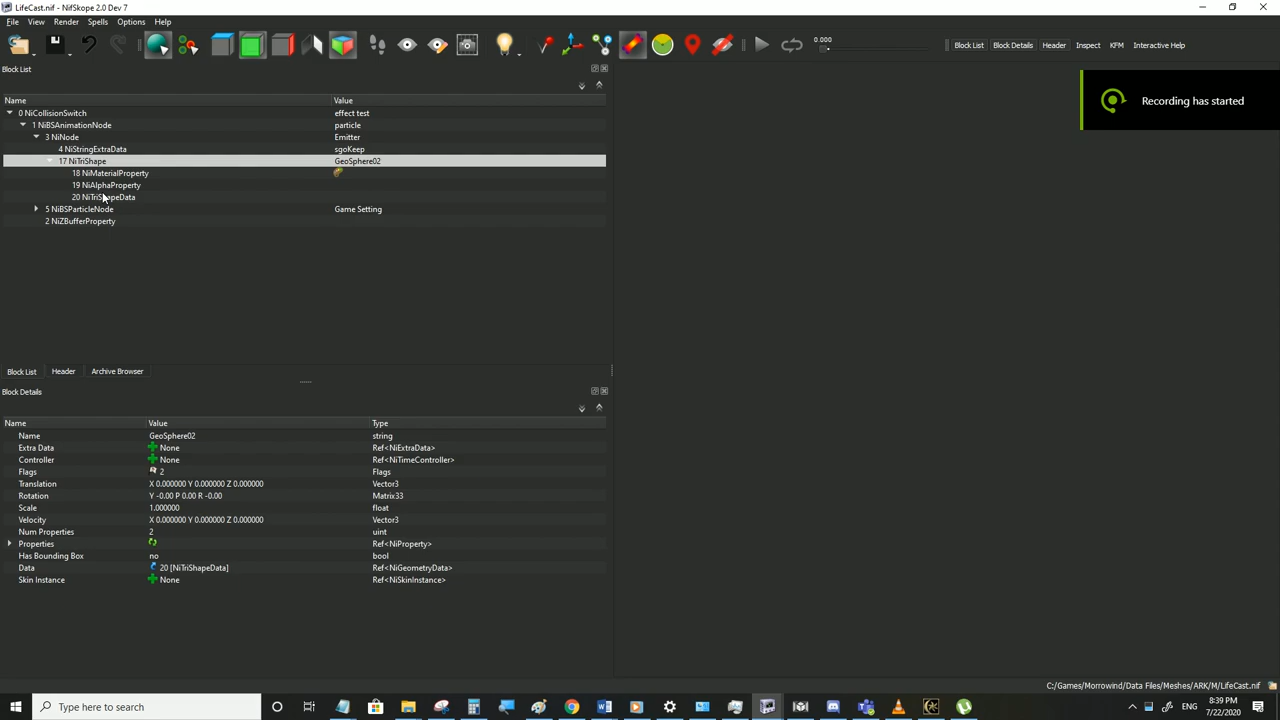 LifeCast.nif - NifSkope 2.0 Dev 7
File View Render Spells Options Help
0.000
Block List Block Details Header Inspect KFM Interactive Help
Block List
Recording has started
Name Value
0 NiCollisionSwitch effect test
1 NiBSAnimationNode particle
3 NiNode Emitter
4 NiStringExtraData sgoKeep
17 NiTriShape GeoSphere02
18 NiMaterialProperty
19 NiAlphaProperty
20 NiTriShapeData
5 NiBSParticleNode Game Setting
2 NiZBufferProperty
Block List Header Archive Browser
Block Details
Name Value Type
Name GeoSphere02 string
Extra Data None Ref<NiExtraData>
Controller None Ref<NiTimeController>
Flags 2 Flags
Translation X 0.000000 Y 0.000000 Z 0.000000 Vector3
Rotation Y -0.00 P 0.00 R -0.00 Matrix33
Scale 1.000000 float
Velocity X 0.000000 Y 0.000000 Z 0.000000 Vector3
Num Properties 2 uint
Properties Ref<NiProperty>
Has Bounding Box no bool
Data 20 [NiTriShapeData] Ref<NiGeometryData>
Skin Instance None Ref<NiSkinInstance>
C:/Games/Morrowind/Data Files/Meshes/ARK/M/LifeCast.nif
Type here to search
ENG
8:39 PM
7/22/2020